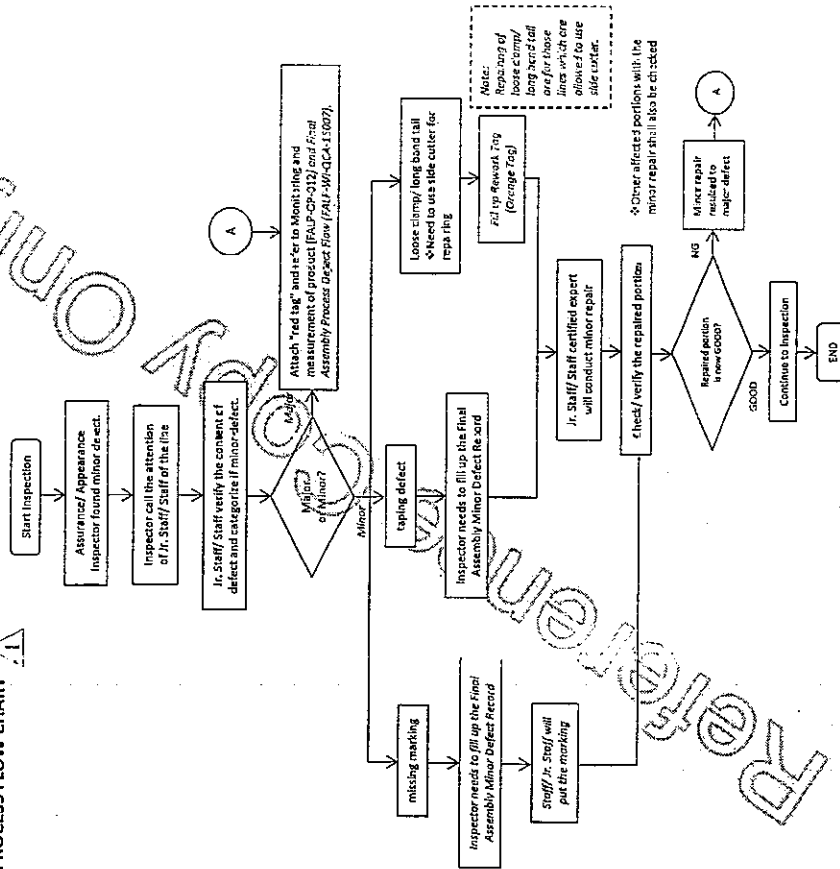 PROCESS FLOW CHART
1
Start Inspection
Assurance/ Appearance
Inspector found minor defect.
Inspector call the attention
of Jr. Staff/ Staff of the line
Jr. Staff/ Staff verify the content of
defect and categorize if minor defect.
Major
or Minor?
Major
Minor
A
Attach "red tag" and refer to Monitoring and
measurement of product [FALP-QP-012] and Final
Assembly Process Defect Flow [FALF-WI-QCA-15007].
missing marking
Inspector needs to fill up the Final
Assembly Minor Defect Record
Staff/ Jr. Staff will
put the marking
taping defect
Inspector needs to fill up the Final
Assembly Minor Defect Record
Loose clamp/ long band tail
❖Need to use side cutter for
repairing
Fill up Rework Tag
(Orange Tag)
Note:
Repairing of
loose clamp/
long band tail
are for those
lines which are
allowed to use
side cutter.
Jr. Staff/ Staff certified expert
will conduct minor repair
Check/ verify the repaired portion
❖Other affected portions with the
minor repair shall also be checked
Repaired portion
is now GOOD?
NG
Minor repair
resulted to
major defect
A
GOOD
Continue to Inspection
END
Reference Copy Only